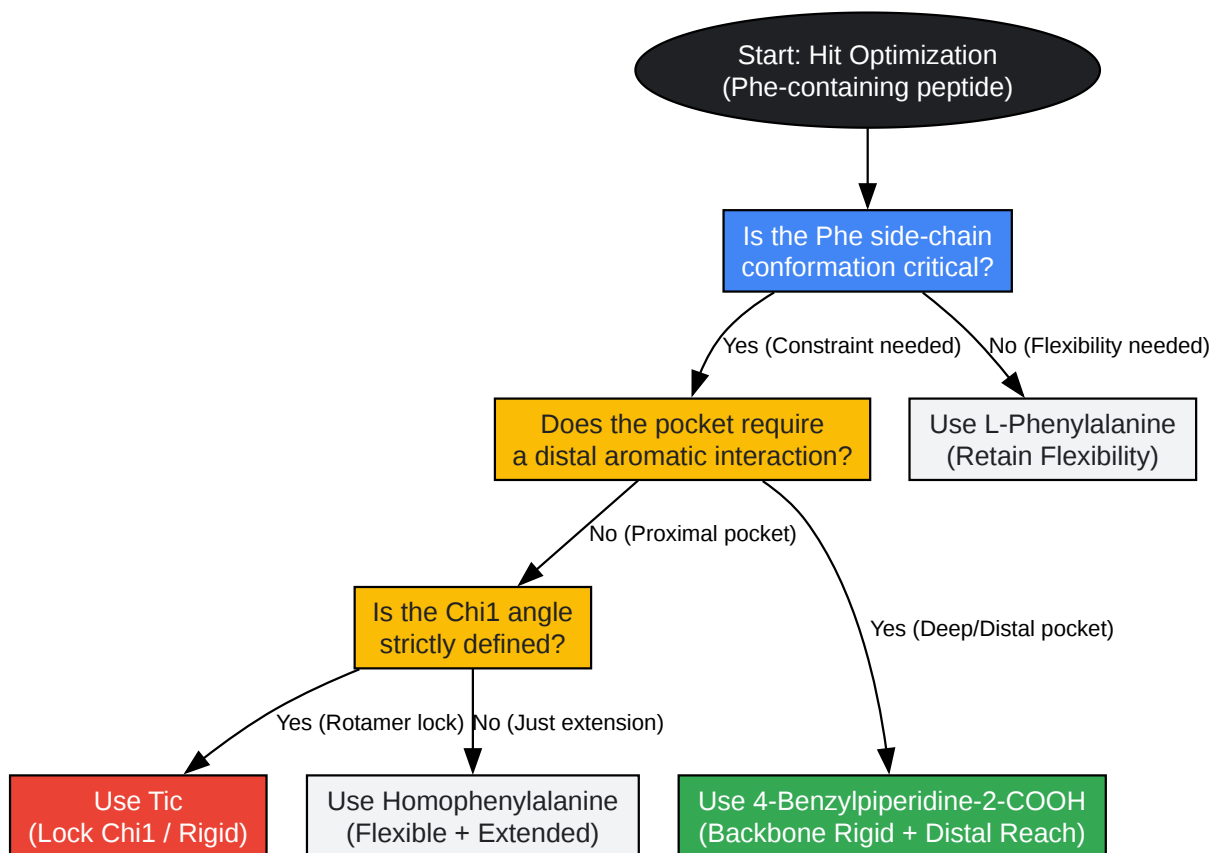 Start: Hit Optimization
(Phe-containing peptide)
Is the Phe side-chain
conformation critical?
Yes (Constraint needed)
No (Flexibility needed)
Does the pocket require
a distal aromatic interaction?
Use L-Phenylalanine
(Retain Flexibility)
No (Proximal pocket)
Is the Chi1 angle
strictly defined?
Yes (Deep/Distal pocket)
Yes (Rotamer lock)
No (Just extension)
Use Tic
(Lock Chi1 / Rigid)
Use Homophenylalanine
(Flexible + Extended)
Use 4-Benzylpiperidine-2-COOH
(Backbone Rigid + Distal Reach)